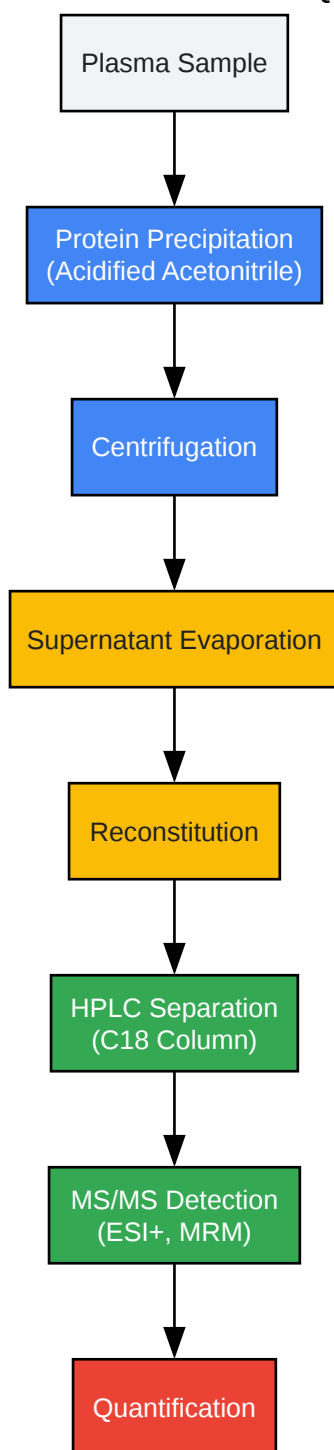 Plasma Sample
Protein Precipitation
(Acidified Acetonitrile)
Centrifugation
Supernatant Evaporation
Reconstitution
HPLC Separation
(C18 Column)
MS/MS Detection
(ESI+, MRM)
Quantification